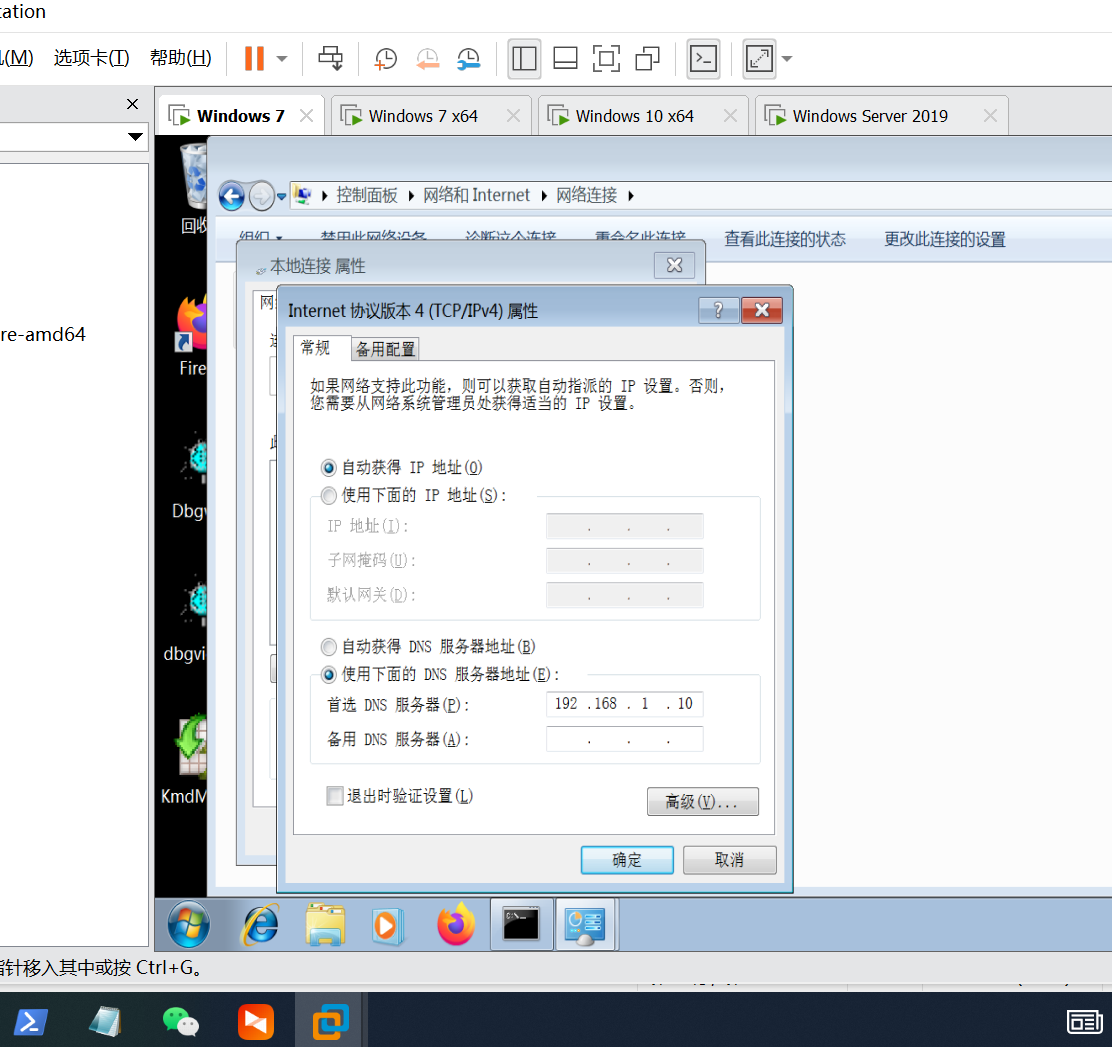 tation
(M) 选项卡(T) 帮助(H)
Windows 7
Windows 7 x64
Windows 10 x64
Windows Server 2019
控制面板 网络和 Internet 网络连接
组织 禁用此网络设备 诊断这个连接 重命名此连接 查看此连接的状态 更改此连接的设置
回收
本地连接 属性
网
Internet 协议版本 4 (TCP/IPv4) 属性
?
常规 备用配置
re-amd64
Fire
如果网络支持此功能，则可以获取自动指派的 IP 设置。否则，
您需要从网络系统管理员处获得适当的 IP 设置。
自动获得 IP 地址(O)
使用下面的 IP 地址(S):
IP 地址(I):
子网掩码(U):
默认网关(D):
Dbgv
自动获得 DNS 服务器地址(B)
使用下面的 DNS 服务器地址(E):
dbgvi
首选 DNS 服务器(P): 192 .168 . 1 . 10
备用 DNS 服务器(A):
KmdM
退出时验证设置(L)
高级(V)...
确定 取消
指针移入其中或按 Ctrl+G。